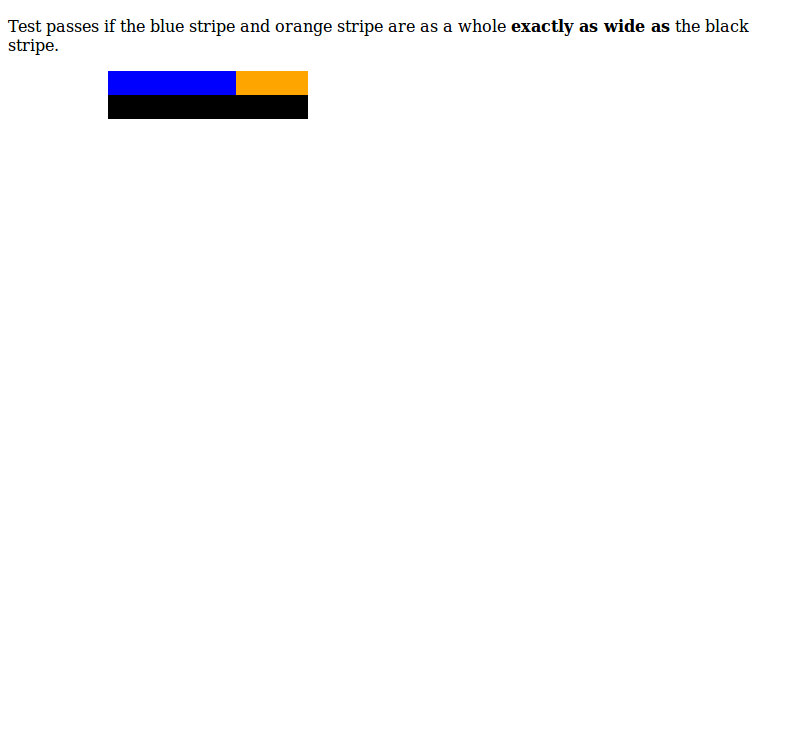 Test passes if the blue stripe and orange stripe are as a whole exactly as wide as the black
stripe.